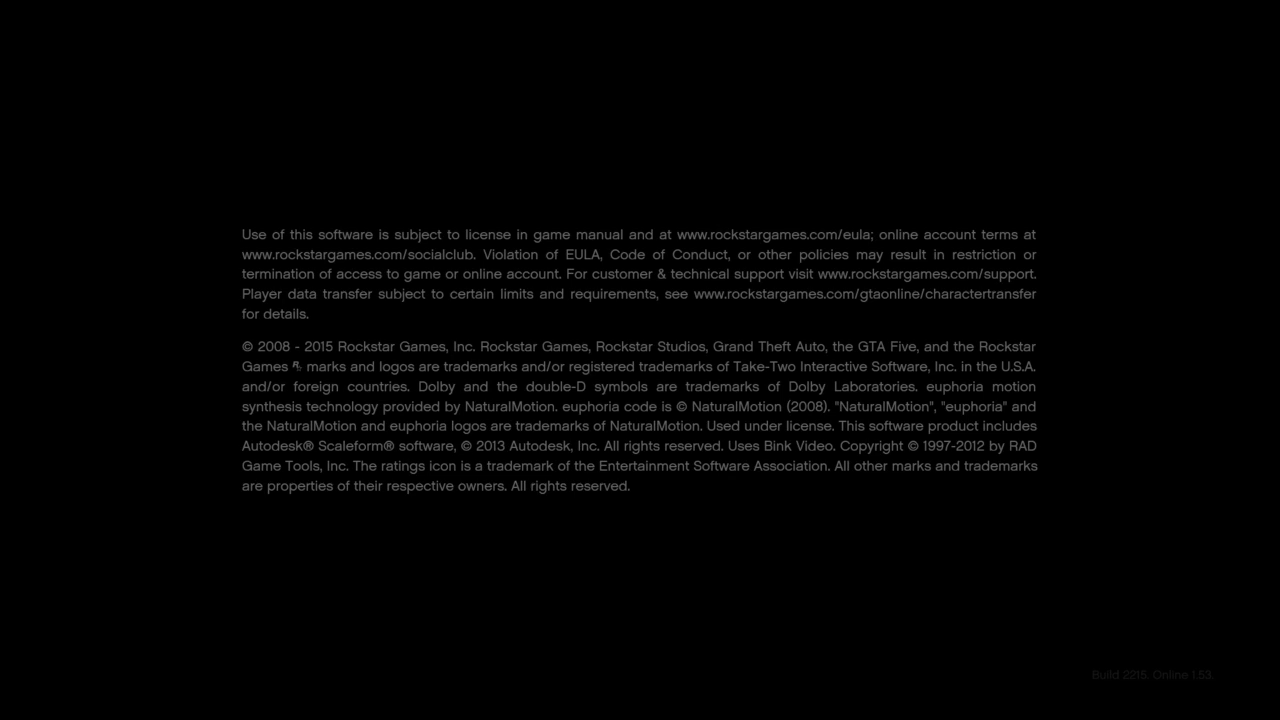 Use of this software is subject to license in game manual and at www.rockstargames.com/eula; online account terms at
www.rockstargames.com/socialclub. Violation of EULA, Code of Conduct, or other policies may result in restriction or
termination of access to game or online account. For customer & technical support visit www.rockstargames.com/support.
Player data transfer subject to certain limits and requirements, see www.rockstargames.com/gtaonline/charactertransfer
for details.
© 2008 - 2015 Rockstar Games, Inc. Rockstar Games, Rockstar Studios, Grand Theft Auto, the GTA Five, and the Rockstar
Games R* marks and logos are trademarks and/or registered trademarks of Take-Two Interactive Software, Inc. in the U.S.A.
and/or foreign countries. Dolby and the double-D symbols are trademarks of Dolby Laboratories. euphoria motion
synthesis technology provided by NaturalMotion. euphoria code is © NaturalMotion (2008). "NaturalMotion", "euphoria" and
the NaturalMotion and euphoria logos are trademarks of NaturalMotion. Used under license. This software product includes
Autodesk® Scaleform® software, © 2013 Autodesk, Inc. All rights reserved. Uses Bink Video. Copyright © 1997-2012 by RAD
Game Tools, Inc. The ratings icon is a trademark of the Entertainment Software Association. All other marks and trademarks
are properties of their respective owners. All rights reserved.
Build 2215. Online 1.53.